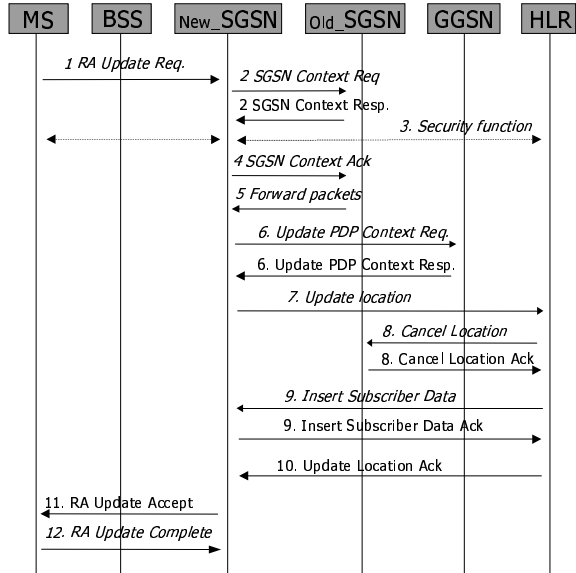 MS BSS New_SGSN Old_SGSN GGSN HLR
1 RA Update Req.
2 SGSN Context Req
2 SGSN Context Resp.
3. Security function
4 SGSN Context Ack
5 Forward packets
6. Update PDP Context Req.
6. Update PDP Context Resp.
7. Update location
8. Cancel Location
8. Cancel Location Ack
9. Insert Subscriber Data
9. Insert Subscriber Data Ack
10. Update Location Ack
11. RA Update Accept
12. RA Update Complete